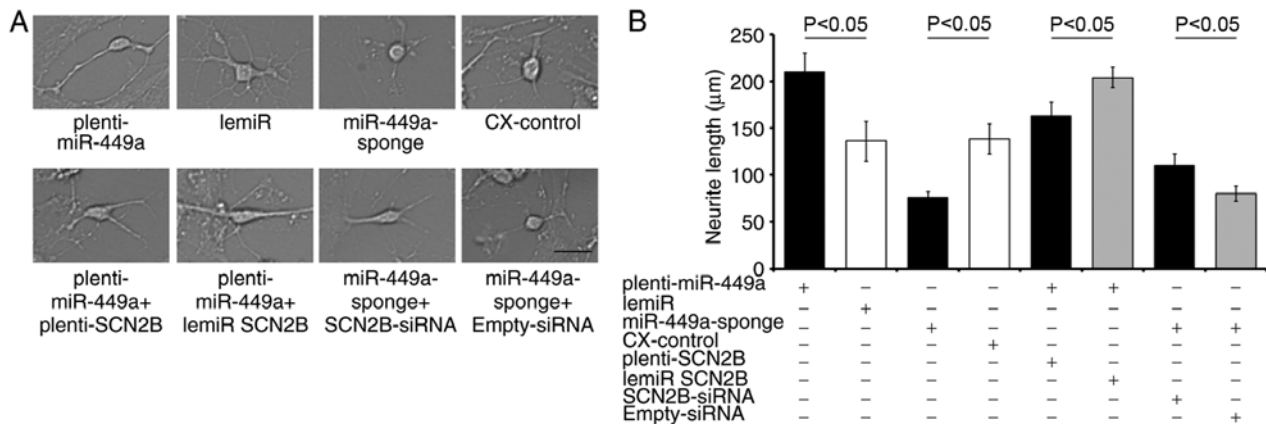 A
plenti-
miR-449a
lemiR
miR-449a-
sponge
CX-control
plenti-
miR-449a+
plenti-SCN2B
plenti-
miR-449a+
lemiR SCN2B
miR-449a-
sponge+
SCN2B-siRNA
miR-449a-
sponge+
Empty-siRNA
B
P<0.05 P<0.05 P<0.05 P<0.05
Neurite length (μm)
250
200
150
100
50
0
plenti-miR-449a + – – – + + – –
lemiR – + – – – – – –
miR-449a-sponge – – + – – – + +
CX-control – – – + – – – –
plenti-SCN2B – – – – + – – –
lemiR SCN2B – – – – – + – –
SCN2B-siRNA – – – – – – + –
Empty-siRNA – – – – – – – +